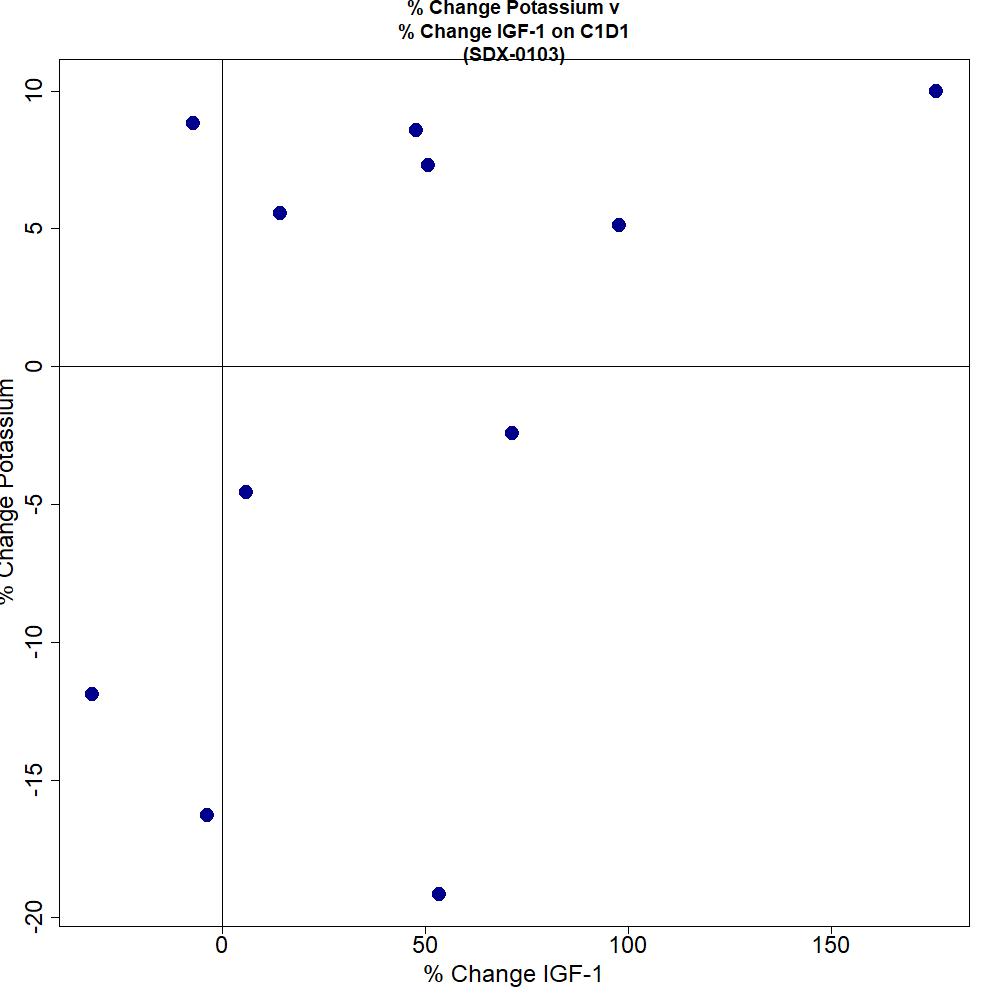 % Change Potassium v
% Change IGF-1 on C1D1
(SDX-0103)
% Change Potassium
10
5
0
-5
-10
-15
-20
0
50
100
150
% Change IGF-1